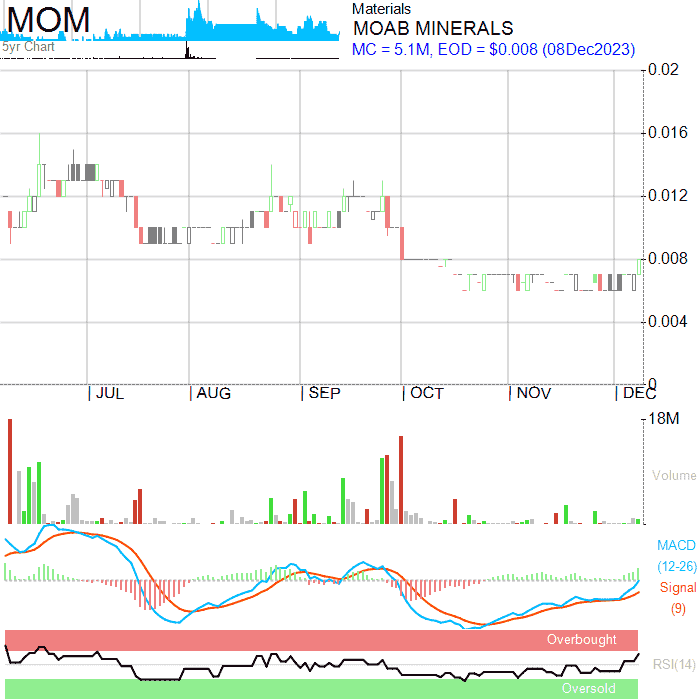 MOM
5yr Chart
Materials
MOAB MINERALS
MC = 5.1M, EOD = $0.008 (08Dec2023)
0.02
0.016
0.012
0.008
0.004
0
JUL AUG SEP OCT NOV DEC
18M
Volume
MACD
(12-26)
Signal
(9)
Overbought
RSI(14)
Oversold